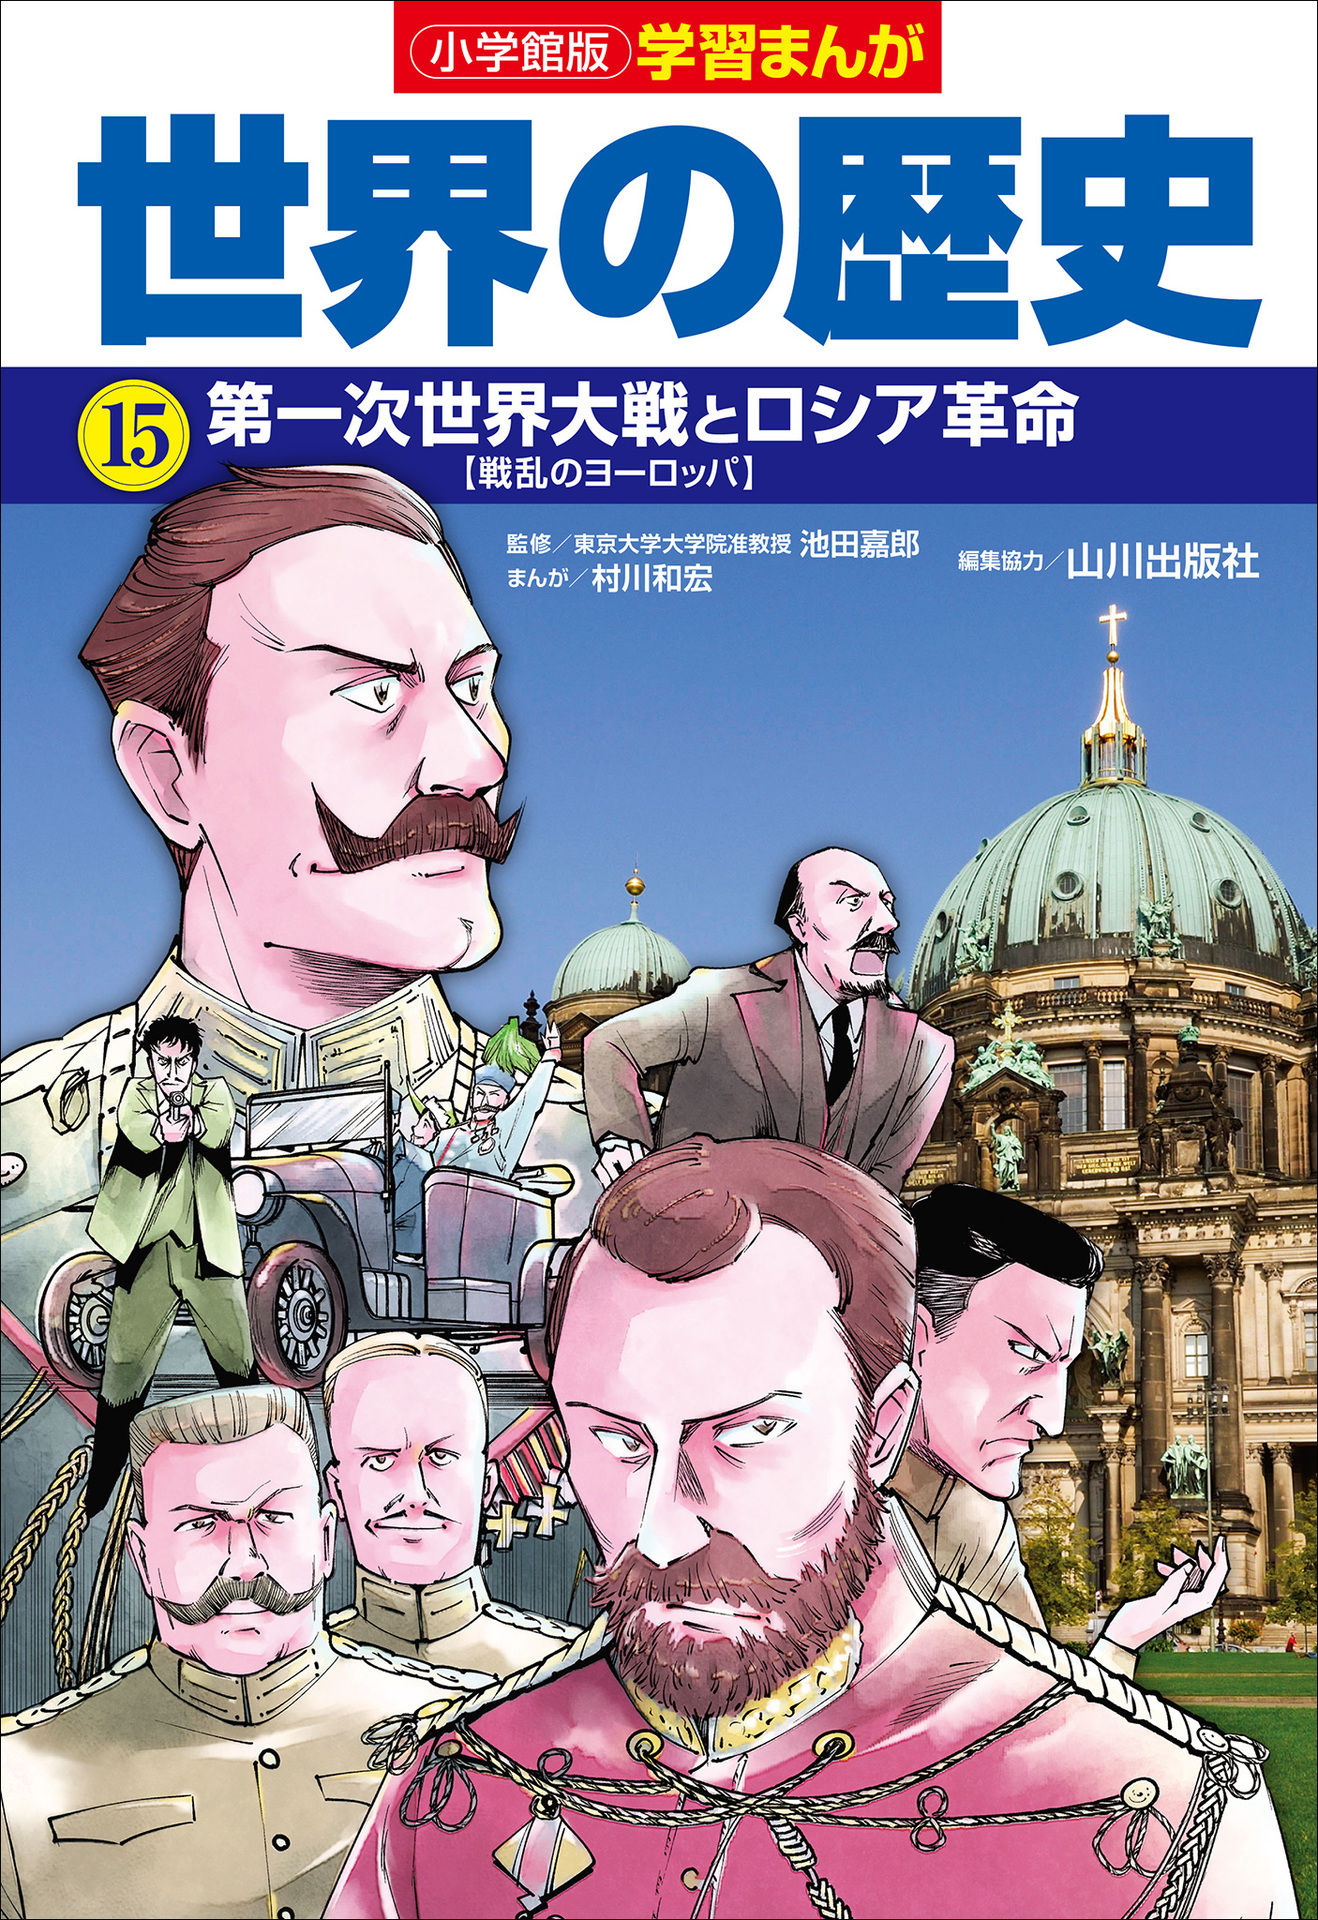 小学館版 学習まんが
世界の歴史
15 第一次世界大戦とロシア革命
【戦乱のヨーロッパ】
監修／東京大学大学院准教授 池田嘉郎
まんが／村川和宏
編集協力／山川出版社